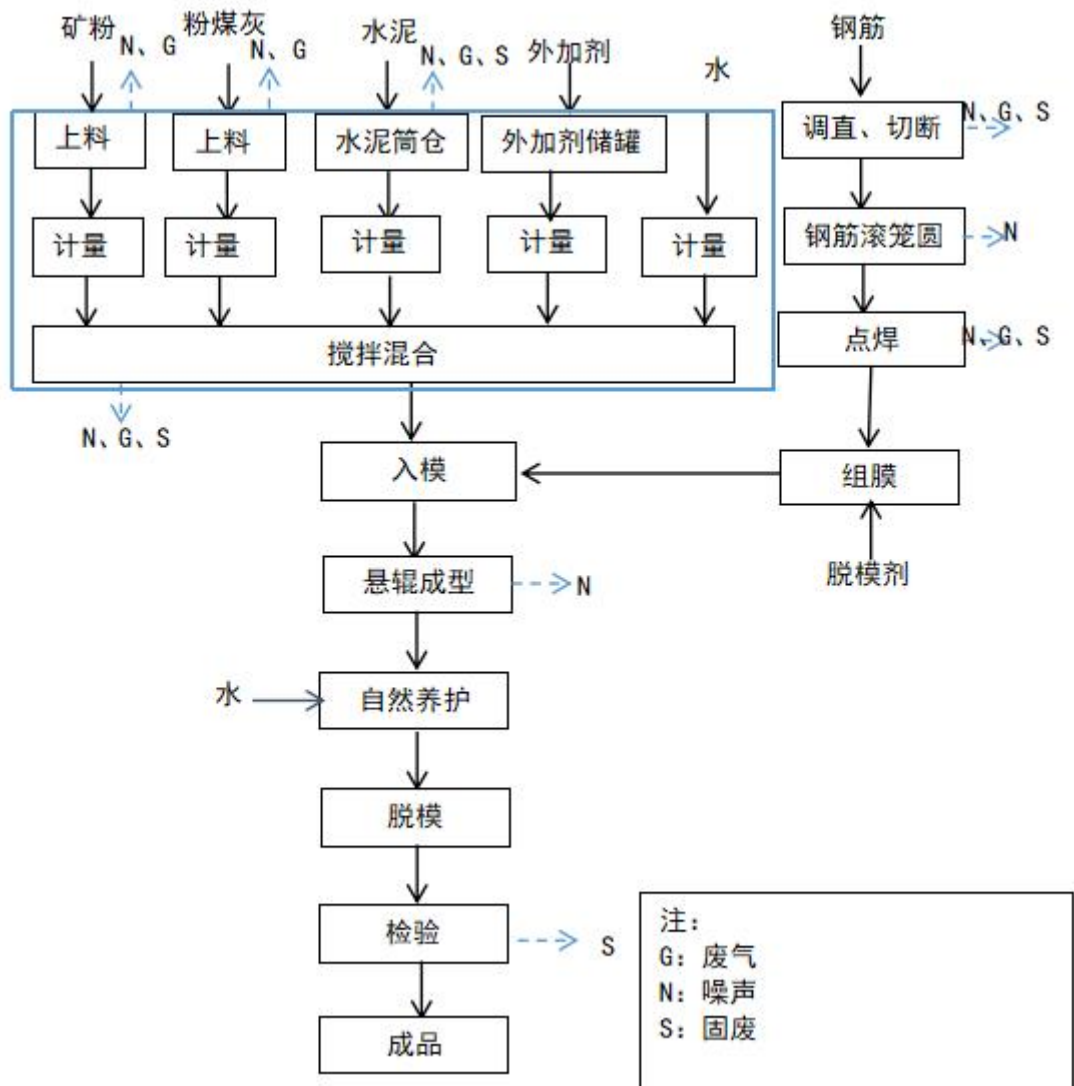 矿粉
粉煤灰
水泥
外加剂
水
钢筋
N、G
N、G
N、G、S
N、G、S
上料
上料
水泥筒仓
外加剂储罐
调直、切断
计量
计量
计量
计量
计量
钢筋滚笼圆
N
搅拌混合
点焊
N、G、S
N、G、S
入模
组膜
脱模剂
悬辊成型
N
水
自然养护
脱模
检验
S
成品
注：
G：废气
N：噪声
S：固废